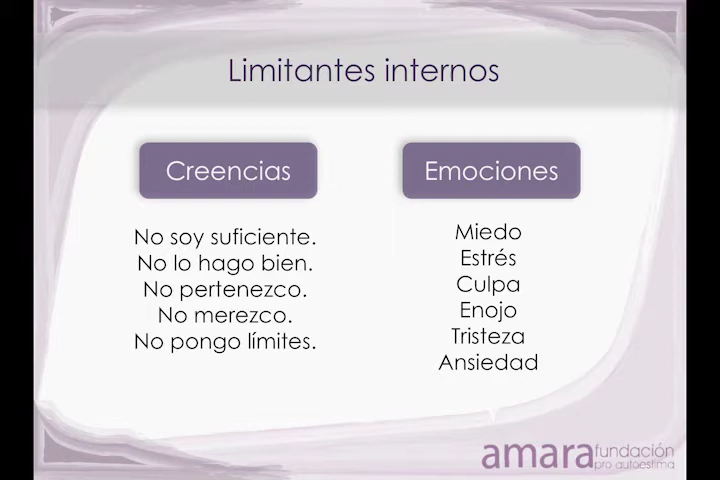 Limitantes internos
Creencias
No soy suficiente.
No lo hago bien.
No pertenezco.
No merezco.
No pongo límites.
Emociones
Miedo
Estrés
Culpa
Enojo
Tristeza
Ansiedad
amara fundación
pro autoestima